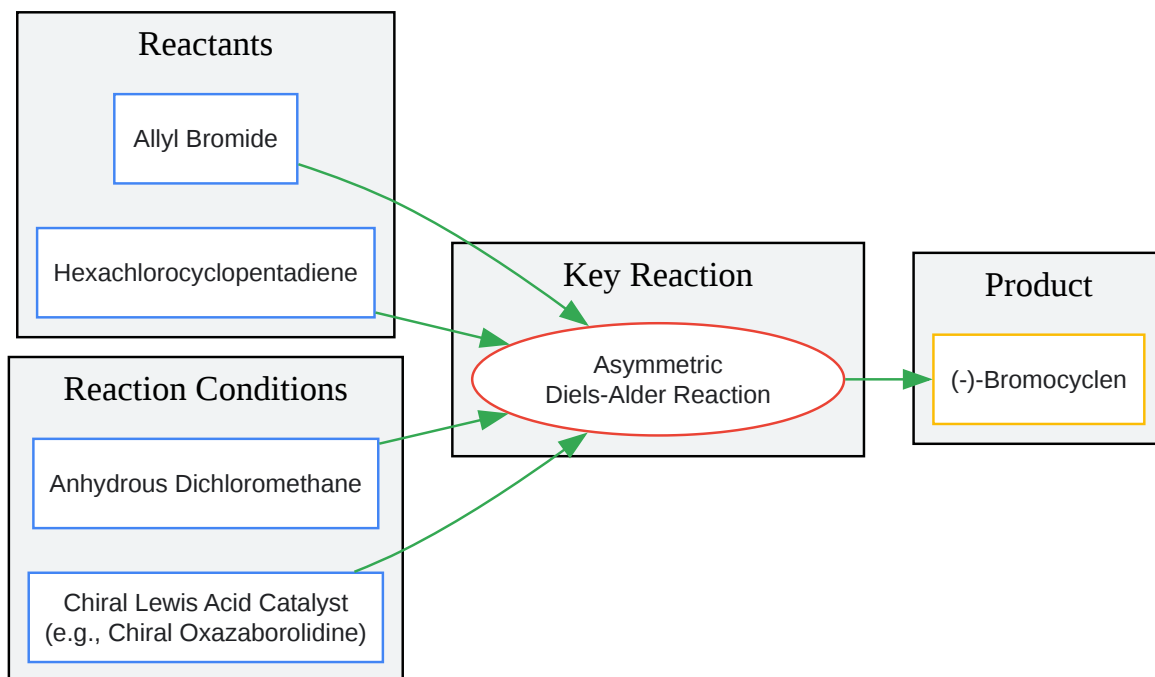 Reactants
Allyl Bromide
Hexachlorocyclopentadiene
Reaction Conditions
Anhydrous Dichloromethane
Chiral Lewis Acid Catalyst
(e.g., Chiral Oxazaborolidine)
Key Reaction
Asymmetric
Diels-Alder Reaction
Product
(-)-Bromocyclen